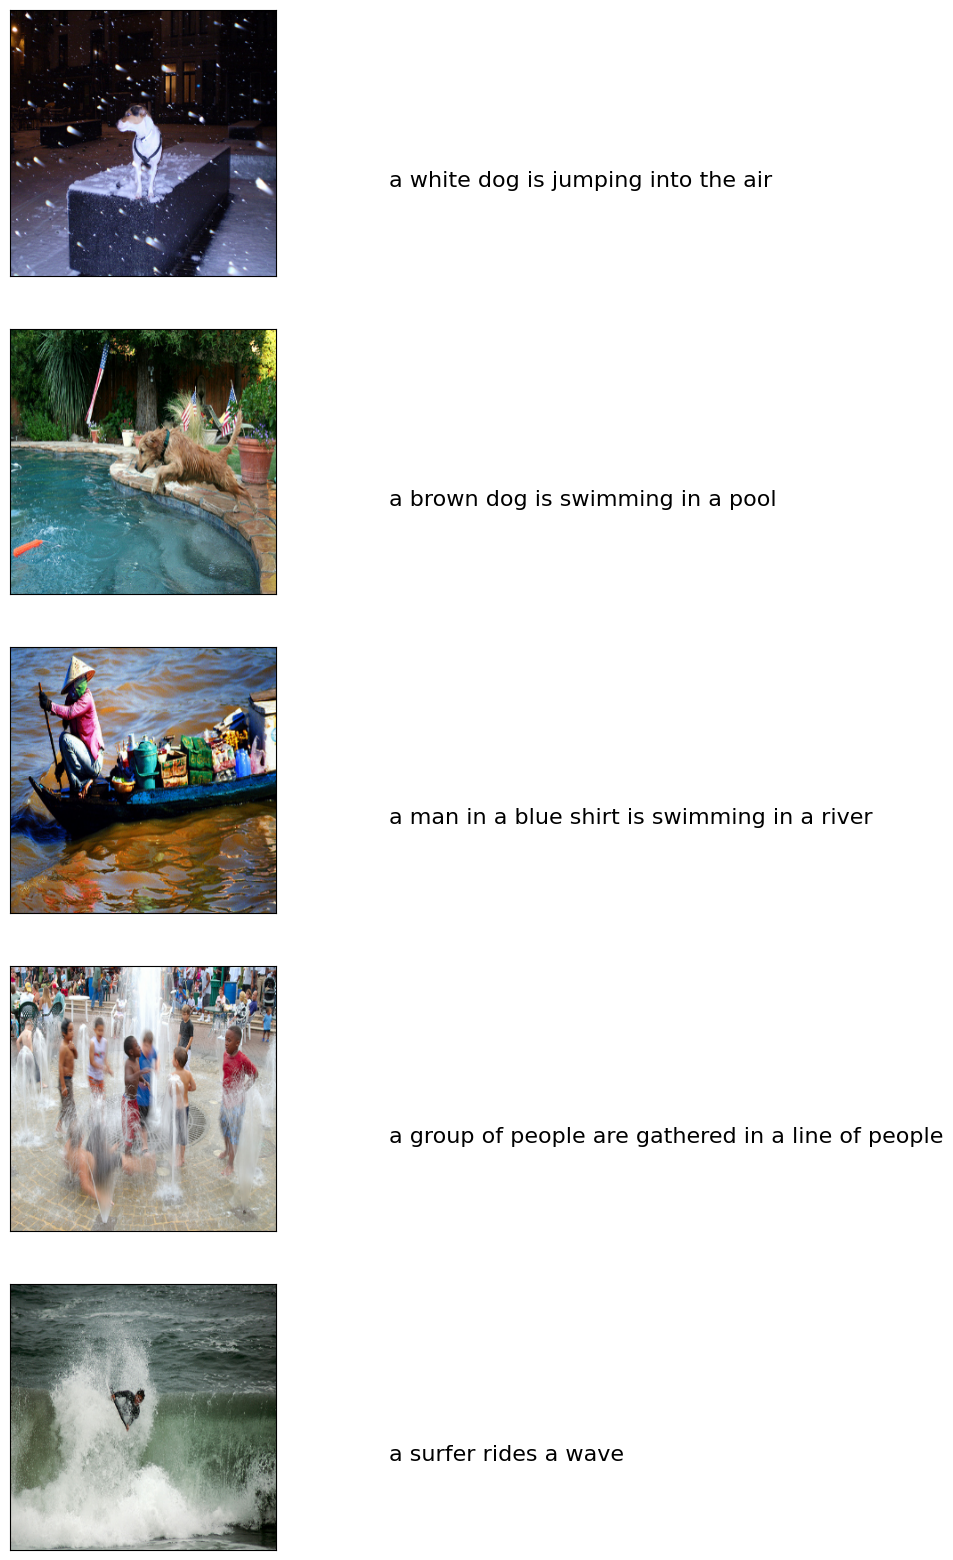 a white dog is jumping into the air
a brown dog is swimming in a pool
a man in a blue shirt is swimming in a river
a group of people are gathered in a line of people
a surfer rides a wave